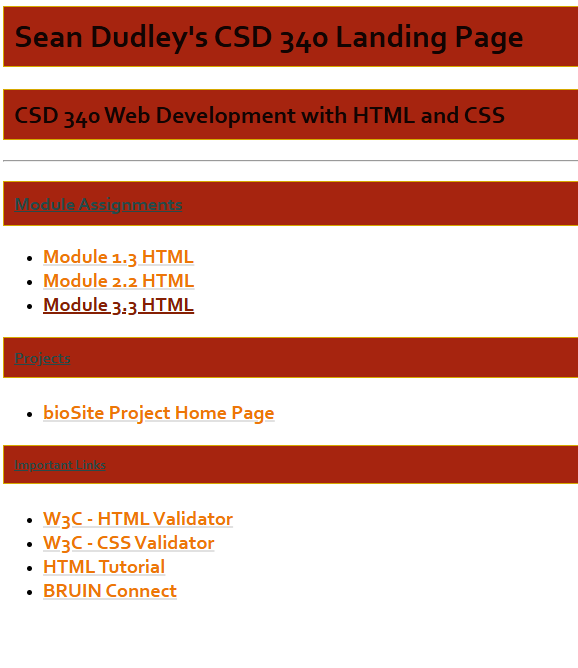 Sean Dudley's CSD 340 Landing Page
CSD 340 Web Development with HTML and CSS
Module Assignments
Module 1.3 HTML
Module 2.2 HTML
Module 3.3 HTML
Projects
bioSite Project Home Page
Important Links
W3C - HTML Validator
W3C - CSS Validator
HTML Tutorial
BRUIN Connect